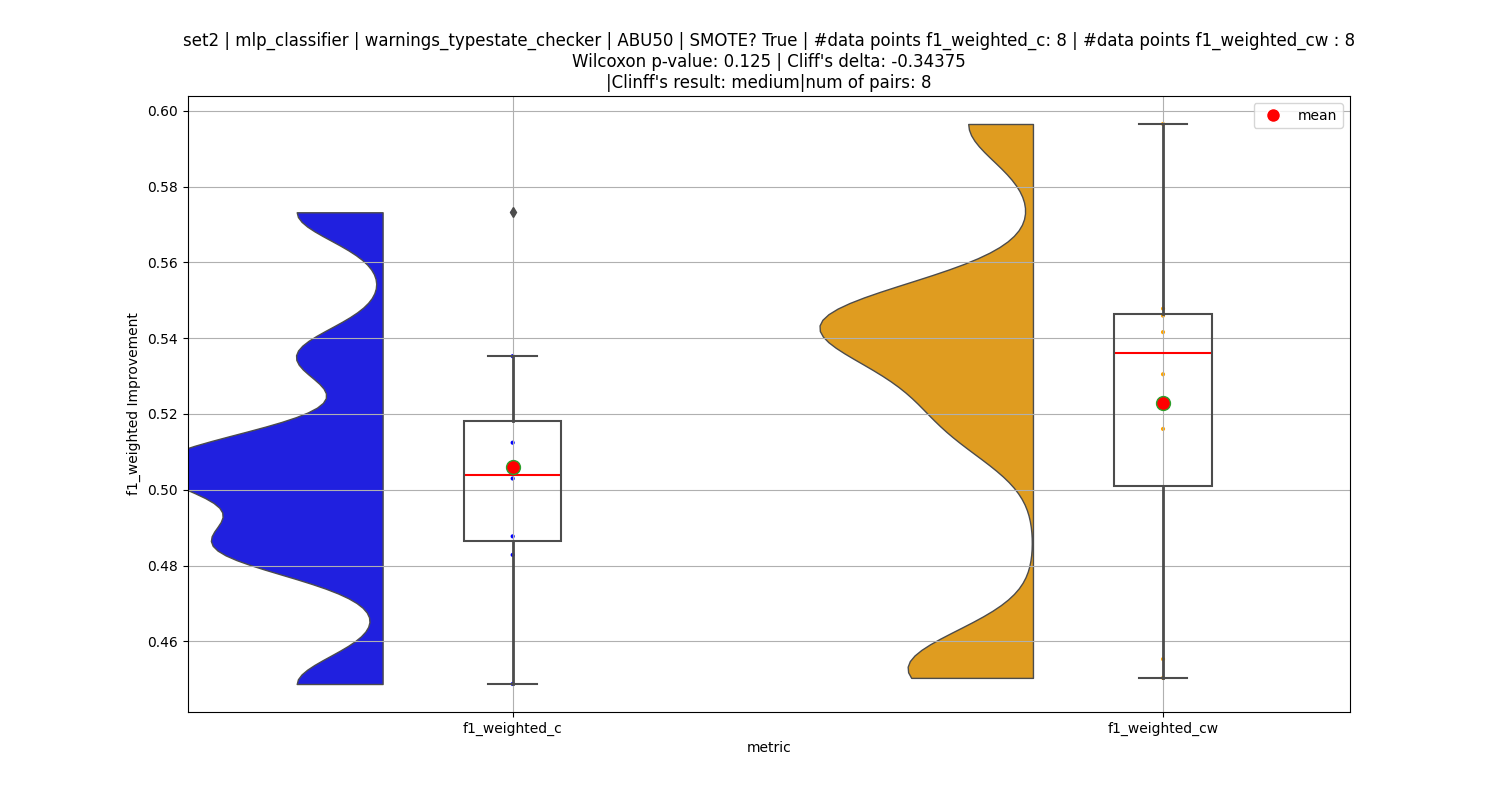 set2 | mlp_classifier | warnings_typestate_checker | ABU50 | SMOTE? True | #data points f1_weighted_c: 8 | #data points f1_weighted_cw : 8
Wilcoxon p-value: 0.125 | Cliff's delta: -0.34375
|Clinff's result: medium|num of pairs: 8
mean
0.60
0.58
0.56
0.54
0.52
0.50
0.48
0.46
f1_weighted Improvement
f1_weighted_c
f1_weighted_cw
metric